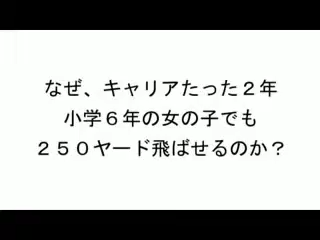 なぜ、キャリアたった２年
小学６年の女の子でも
２５０ヤード飛ばせるのか？